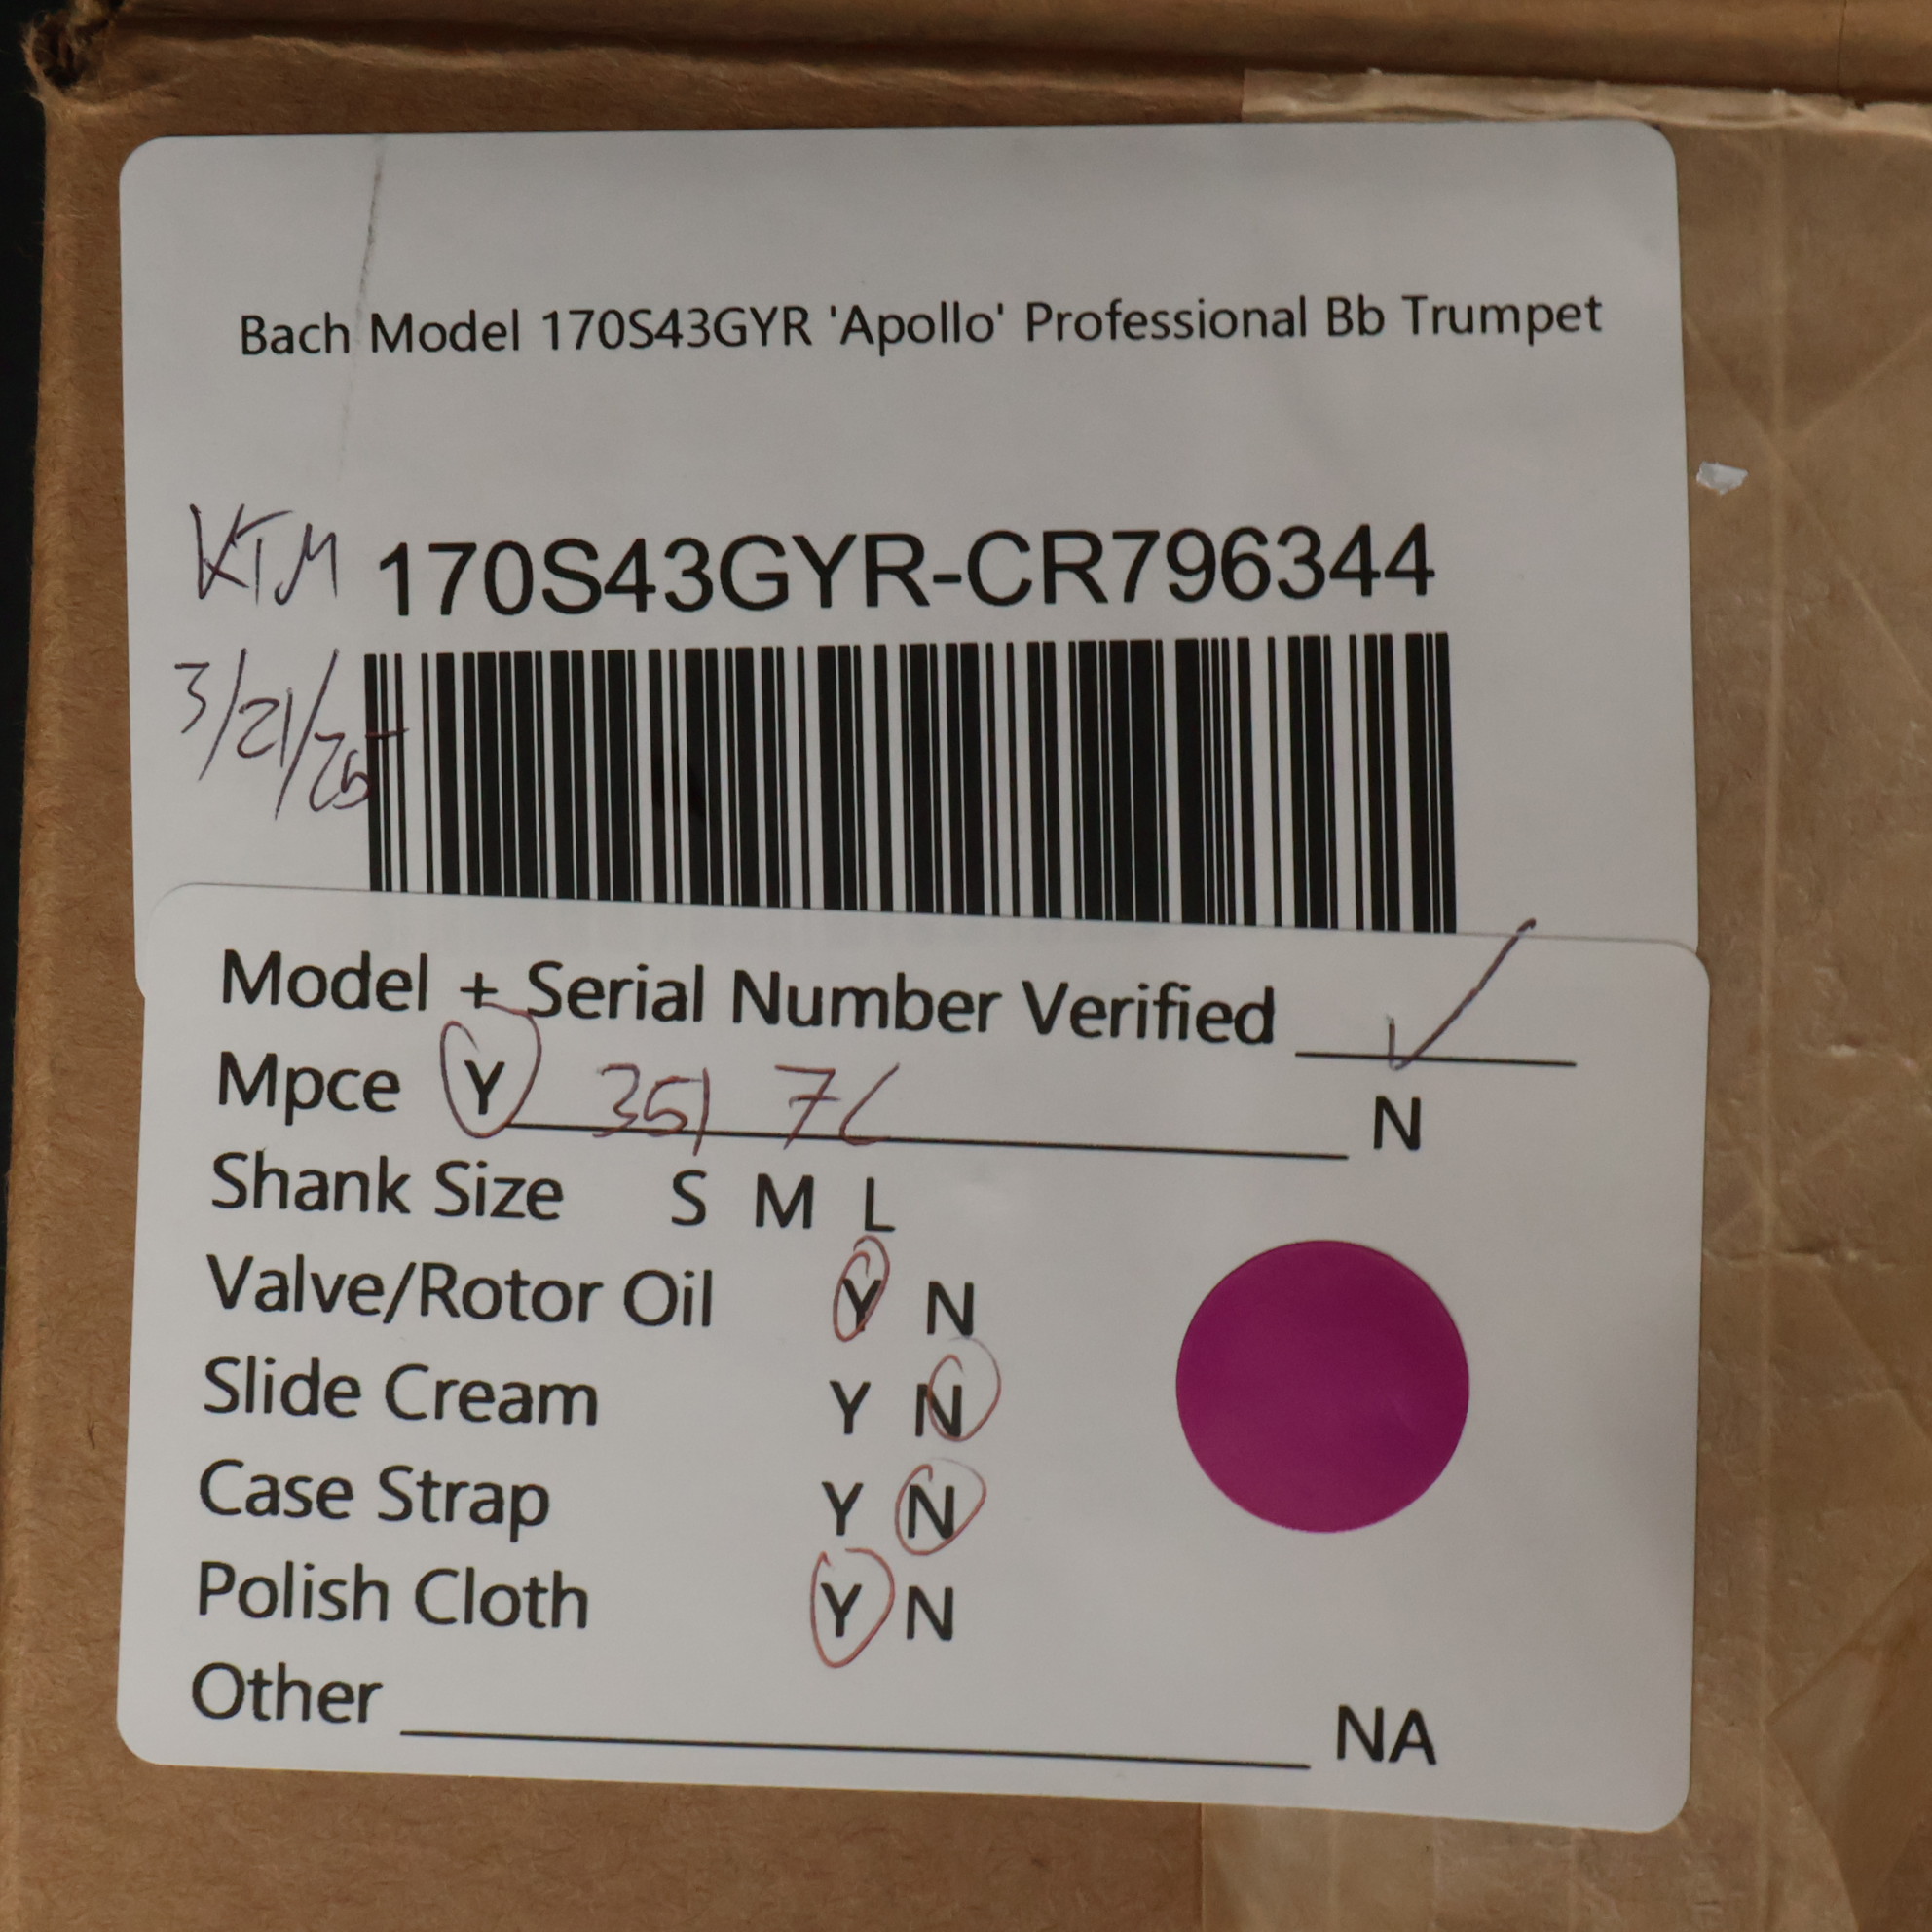 Bach Model 170S43GYR 'Apollo' Professional Bb Trumpet
KTM 170S43GYR-CR796344
3/21/25
Model + Serial Number Verified ✓
Mpce Y 351 7C N
Shank Size S M L
Valve/Rotor Oil Y N
Slide Cream Y N
Case Strap Y N
Polish Cloth Y N
Other NA